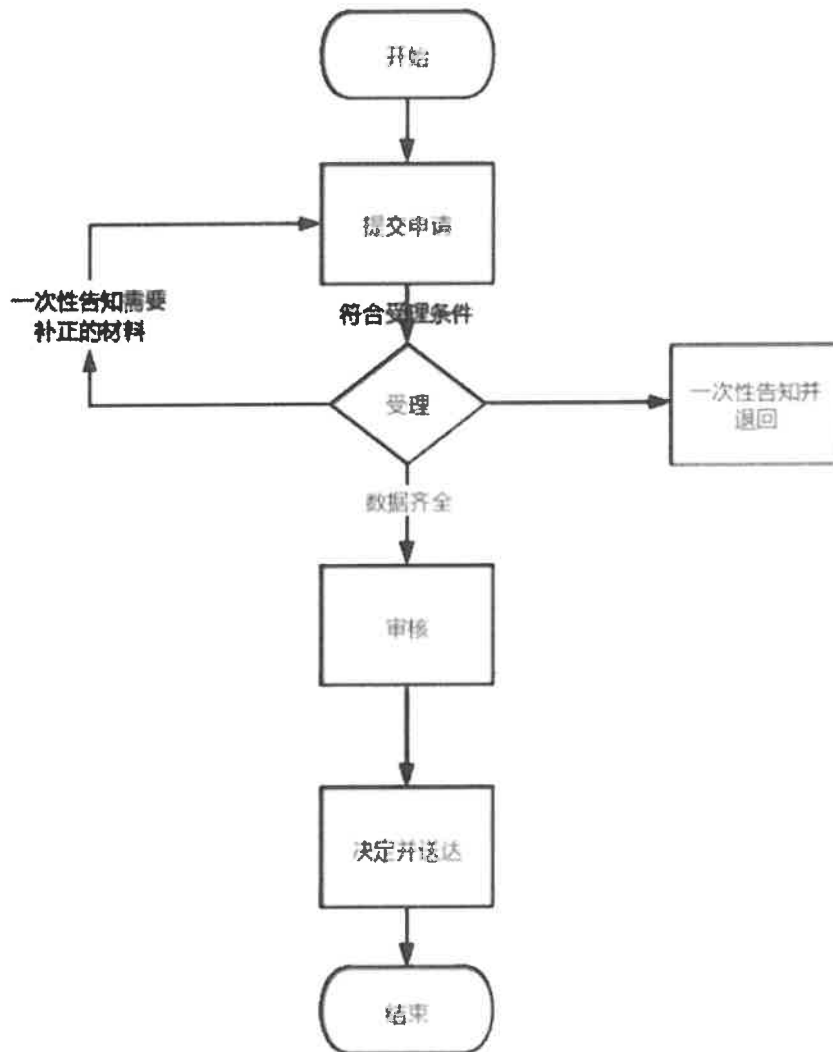 开始
提交申请
一次性告知需要
补正的材料
符合受理条件
受理
一次性告知并
退回
数据齐全
审核
决定并送达
结束